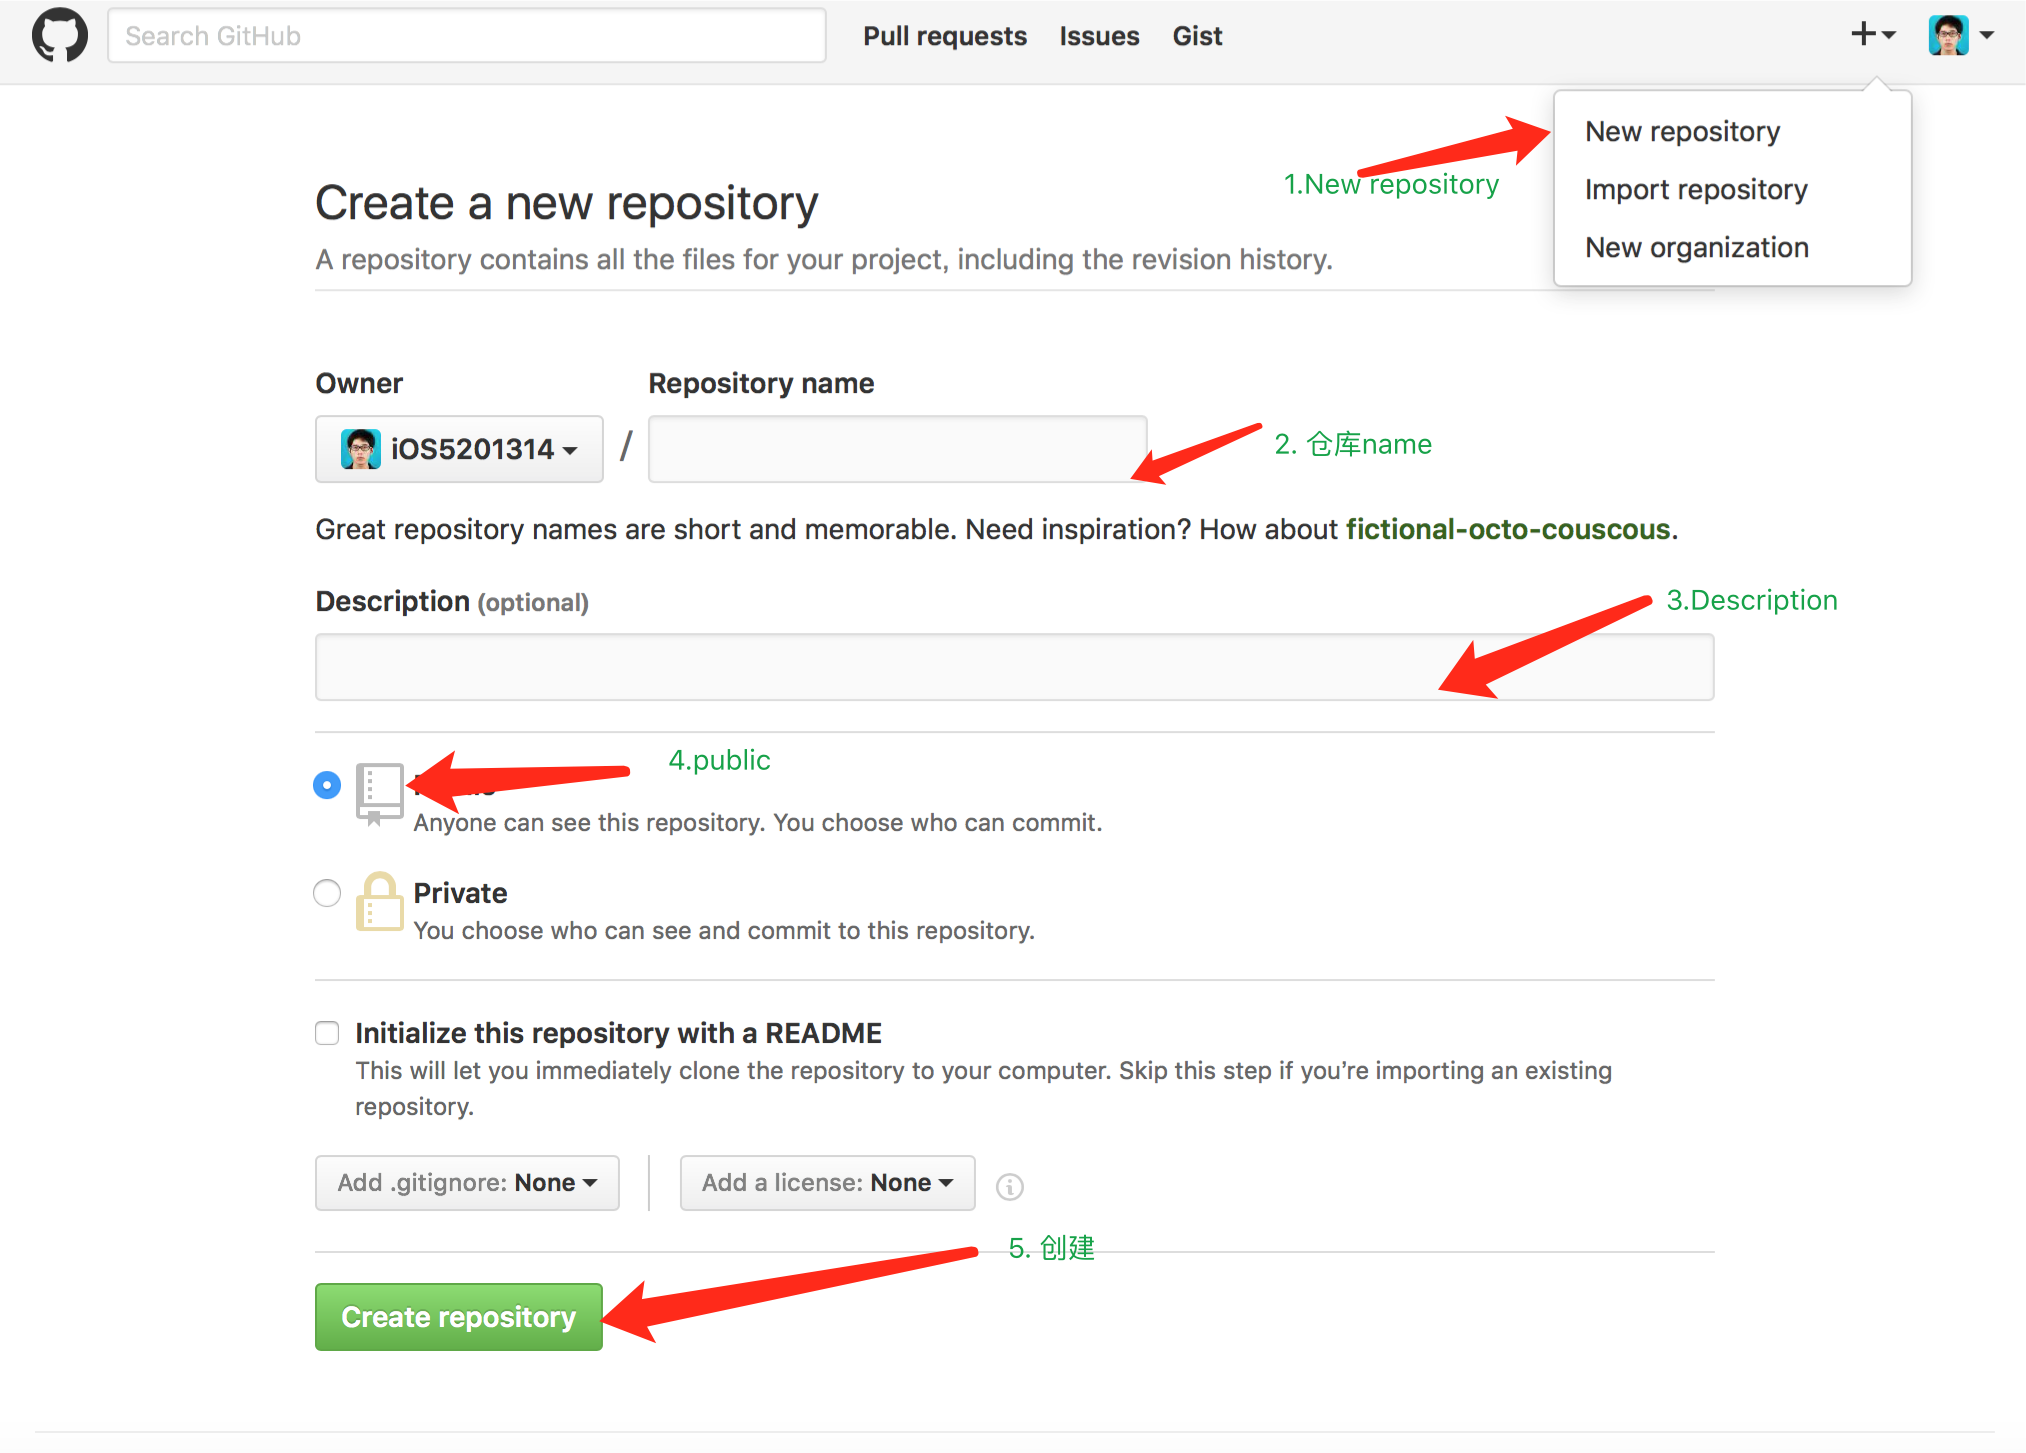 Search GitHub
Pull requests
Issues
Gist
New repository
Import repository
New organization
1.New repository
Create a new repository
A repository contains all the files for your project, including the revision history.
Owner
Repository name
iOS5201314
/
2. 仓库name
Great repository names are short and memorable. Need inspiration? How about fictional-octo-couscous.
Description (optional)
3.Description
4.public
Anyone can see this repository. You choose who can commit.
Private
You choose who can see and commit to this repository.
Initialize this repository with a README
This will let you immediately clone the repository to your computer. Skip this step if you’re importing an existing
repository.
Add .gitignore: None
Add a license: None
5. 创建
Create repository